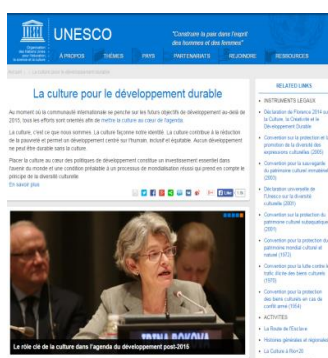 UNESCO
"Construire la paix dans l'esprit
des hommes et des femmes"
Organisation
des Nations Unies
pour l'éducation
la science et la culture
À PROPOS THÈMES PAYS PARTENARIATS REJOINDRE RESSOURCES
La culture pour le développement durable
Au moment où la communauté internationale se penche sur les futurs objectifs de développement au-delà de
2015, tous les efforts sont orientés afin de mettre la culture au cœur de l'agenda.
La culture, c'est ce que nous sommes. La culture façonne notre identité. La culture contribue à la réduction
de la pauvreté et permet un développement centré sur l'humain, inclusif et équitable. Aucun développement
ne peut être durable sans la culture.
Placer la culture au cœur des politiques de développement constitue un investissement essentiel dans
l'avenir du monde et une condition préalable à un processus de mondialisation réussi qui prend en compte le
principe de la diversité culturelle.
En savoir plus
Like
IRINA BOKOVA
Le rôle clé de la culture dans l'agenda du développement post-2015
RELATED LINKS
INSTRUMENTS LEGAUX
Déclaration de
la Culture, la Créativité et le
Développement Durable
Convention sur la protection et la
promotion de la diversité des
expressions culturelles (2005)
Convention pour la sauvegarde
du patrimoine culturel immatériel
(2003)
Déclaration universelle de
l'Unesco sur la diversité
culturelle (2001)
Convention sur la protection du
patrimoine culturel subaquatique
(2001)
Convention pour la protection du
patrimoine mondial culturel et
naturel (1972)
Convention pour la lutte contre le
trafic illicite des biens culturels
(1970)
Convention pour la protection
des biens culturels en cas de
conflit armé (1954)
ACTIVITÉS
La Route de l'Esclave
Histoires générales et régionales
La Culture à Rio+20